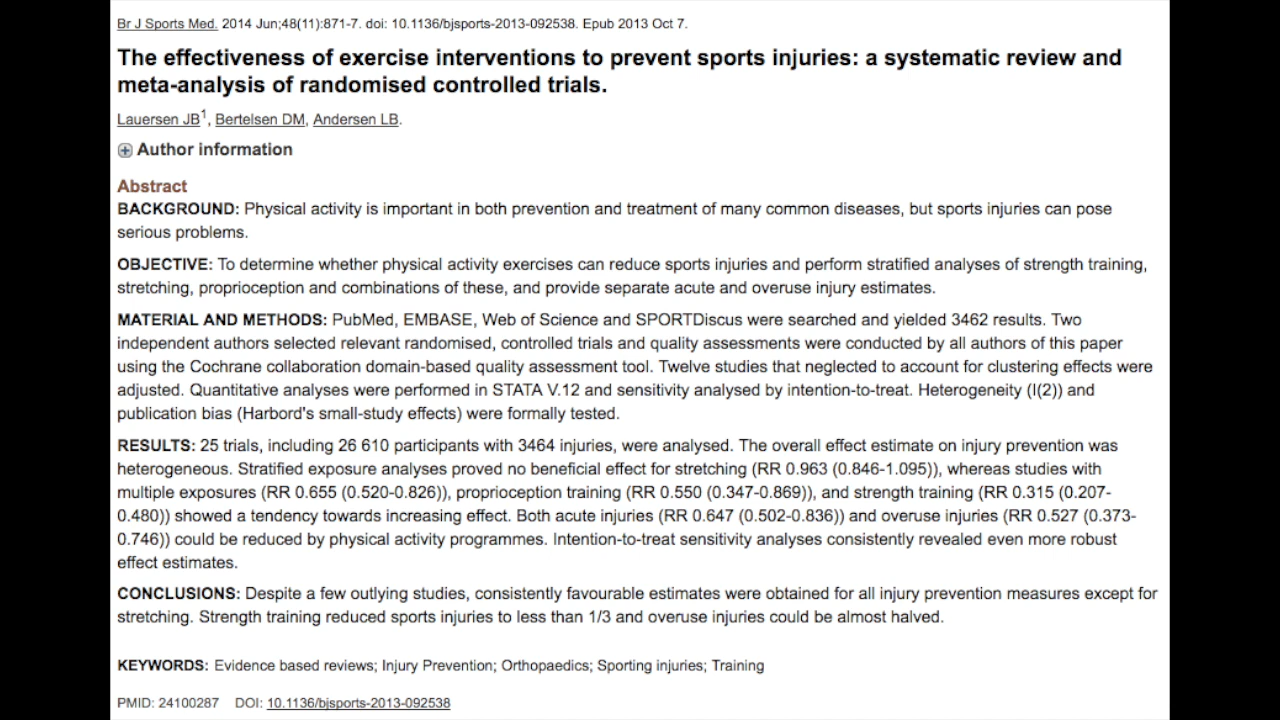 Br J Sports Med. 2014 Jun;48(11):871-7. doi: 10.1136/bjsports-2013-092538. Epub 2013 Oct 7.
The effectiveness of exercise interventions to prevent sports injuries: a systematic review and
meta-analysis of randomised controlled trials.
Lauersen JB1, Bertelsen DM, Andersen LB.
Author information
Abstract
BACKGROUND: Physical activity is important in both prevention and treatment of many common diseases, but sports injuries can pose
serious problems.
OBJECTIVE: To determine whether physical activity exercises can reduce sports injuries and perform stratified analyses of strength training,
stretching, proprioception and combinations of these, and provide separate acute and overuse injury estimates.
MATERIAL AND METHODS: PubMed, EMBASE, Web of Science and SPORTDiscus were searched and yielded 3462 results. Two
independent authors selected relevant randomised, controlled trials and quality assessments were conducted by all authors of this paper
using the Cochrane collaboration domain-based quality assessment tool. Twelve studies that neglected to account for clustering effects were
adjusted. Quantitative analyses were performed in STATA V.12 and sensitivity analysed by intention-to-treat. Heterogeneity (I(2)) and
publication bias (Harbord's small-study effects) were formally tested.
RESULTS: 25 trials, including 26 610 participants with 3464 injuries, were analysed. The overall effect estimate on injury prevention was
heterogeneous. Stratified exposure analyses proved no beneficial effect for stretching (RR 0.963 (0.846-1.095)), whereas studies with
multiple exposures (RR 0.655 (0.520-0.826)), proprioception training (RR 0.550 (0.347-0.869)), and strength training (RR 0.315 (0.207-
0.480)) showed a tendency towards increasing effect. Both acute injuries (RR 0.647 (0.502-0.836)) and overuse injuries (RR 0.527 (0.373-
0.746)) could be reduced by physical activity programmes. Intention-to-treat sensitivity analyses consistently revealed even more robust
effect estimates.
CONCLUSIONS: Despite a few outlying studies, consistently favourable estimates were obtained for all injury prevention measures except for
stretching. Strength training reduced sports injuries to less than 1/3 and overuse injuries could be almost halved.
KEYWORDS: Evidence based reviews; Injury Prevention; Orthopaedics; Sporting injuries; Training
PMID: 24100287 DOI: 10.1136/bjsports-2013-092538